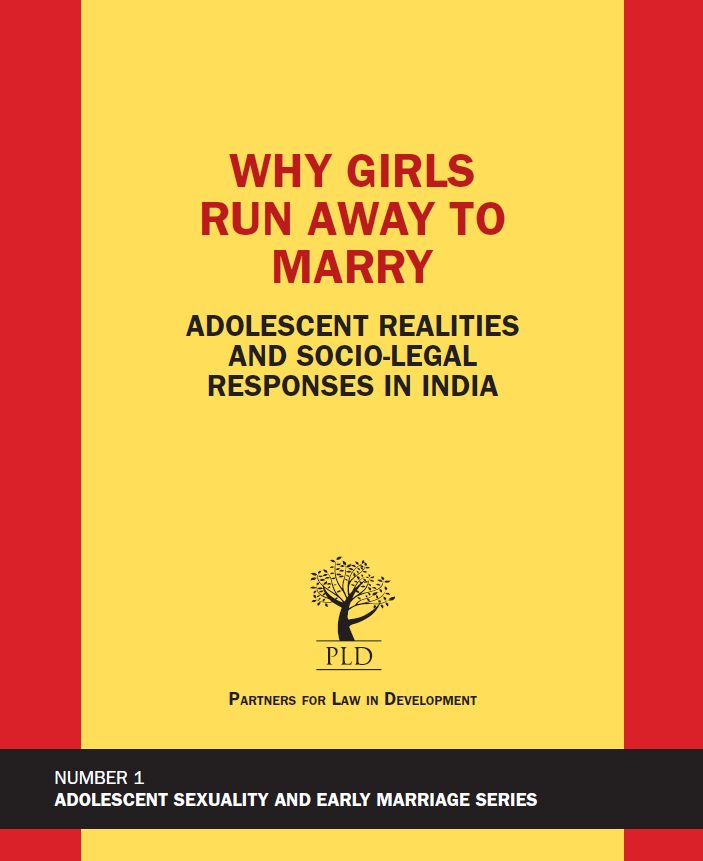 WHY GIRLS
RUN AWAY TO
MARRY
ADOLESCENT REALITIES
AND SOCIO-LEGAL
RESPONSES IN INDIA
PLD
PARTNERS FOR LAW IN DEVELOPMENT
NUMBER 1
ADOLESCENT SEXUALITY AND EARLY MARRIAGE SERIES